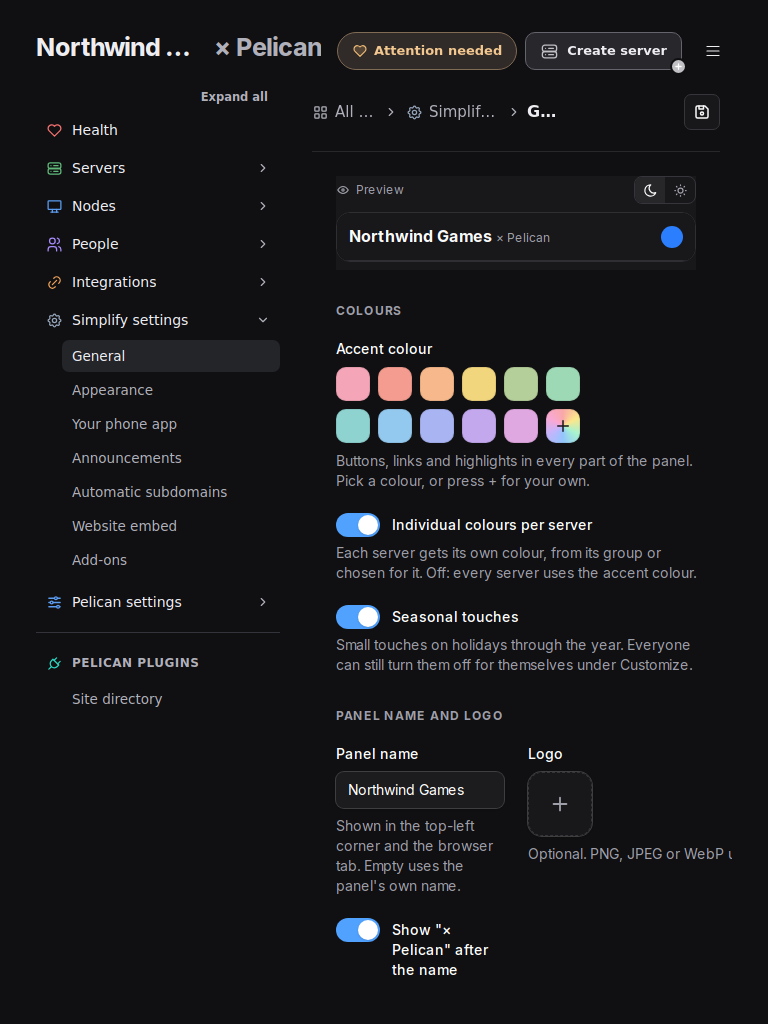 Northwind ... × Pelican
Attention needed
Create server
Expand all
Health
Servers
Nodes
People
Integrations
Simplify settings
General
Appearance
Your phone app
Announcements
Automatic subdomains
Website embed
Add-ons
Pelican settings
PELICAN PLUGINS
Site directory
All ...
Simplif...
G...
Preview
Northwind Games × Pelican
COLOURS
Accent colour
Buttons, links and highlights in every part of the panel.
Pick a colour, or press + for your own.
Individual colours per server
Each server gets its own colour, from its group or
chosen for it. Off: every server uses the accent colour.
Seasonal touches
Small touches on holidays through the year. Everyone
can still turn them off for themselves under Customize.
PANEL NAME AND LOGO
Panel name
Northwind Games
Shown in the top-left
corner and the browser
tab. Empty uses the
panel's own name.
Show "×
Pelican" after
the name
Logo
Optional. PNG, JPEG or WebP